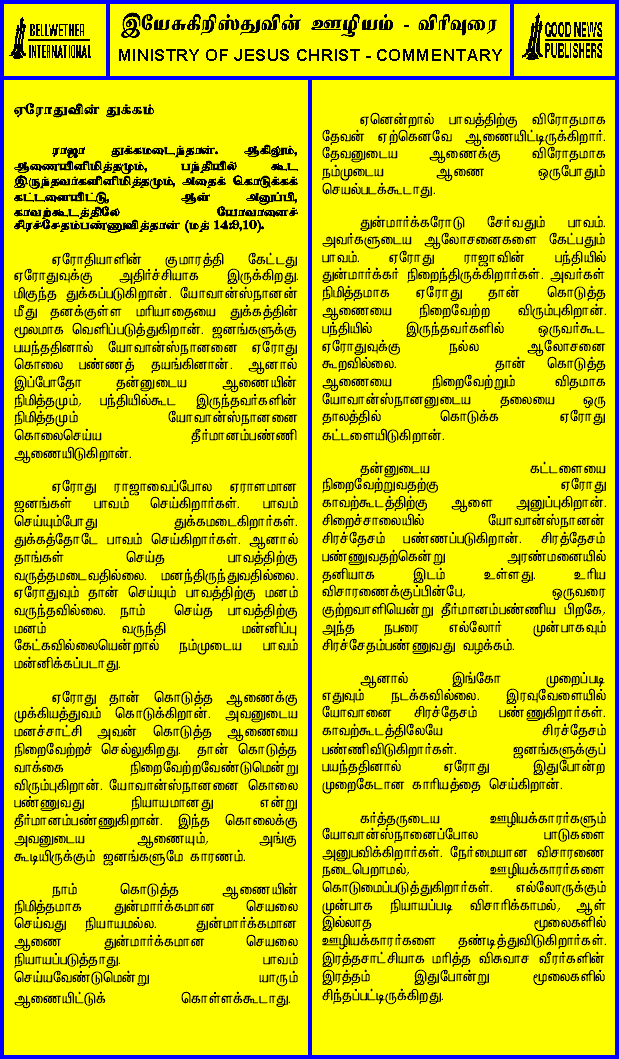 BELLWETHER
INTERNATIONAL
இயேசுகிறிஸ்துவின் ஊழியம் - விரிவுரை
MINISTRY OF JESUS CHRIST - COMMENTARY
GOOD NEWS
PUBLISHERS
ஏரோதுவின் துக்கம்
ராஜா துக்கமடைந்தான். ஆகிலும்,
ஆணையினிமித்தமும், பந்தியில் கூட
இருந்தவர்களினிமித்தமும், அதைக் கொடுக்கக்
கட்டளையிட்டு, ஆள் அனுப்பி,
காவற்கூடத்திலே யோவானைச்
சிரச்சேதம்பண்ணுவித்தான் (மத் 14:9,10).
ஏரோதியாளின் குமாரத்தி கேட்டது
ஏரோதுவுக்கு அதிர்ச்சியாக இருக்கிறது.
மிகுந்த துக்கப்படுகிறான். யோவான்ஸ்நானன்
மீது தனக்குள்ள மரியாதையை துக்கத்தின்
மூலமாக வெளிப்படுத்துகிறான். ஜனங்களுக்கு
பயந்ததினால் யோவான்ஸ்நானனை ஏரோது
கொலை பண்ணத் தயங்கினான். ஆனால்
இப்போதோ தன்னுடைய ஆணையின்
நிமித்தமும், பந்தியில்கூட இருந்தவர்களின்
நிமித்தமும் யோவான்ஸ்நானனை
கொலைசெய்ய தீர்மானம்பண்ணி
ஆணையிடுகிறான்.
ஏரோது ராஜாவைப்போல ஏராளமான
ஜனங்கள் பாவம் செய்கிறார்கள். பாவம்
செய்யும்போது துக்கமடைகிறார்கள்.
துக்கத்தோடே பாவம் செய்கிறார்கள். ஆனால்
தாங்கள் செய்த பாவத்திற்கு
வருத்தமடைவதில்லை. மனந்திருந்துவதில்லை.
ஏரோதுவும் தான் செய்யும் பாவத்திற்கு மனம்
வருந்தவில்லை. நாம் செய்த பாவத்திற்கு
மனம் வருந்தி மன்னிப்பு
கேட்கவில்லையென்றால் நம்முடைய பாவம்
மன்னிக்கப்படாது.
ஏரோது தான் கொடுத்த ஆணைக்கு
முக்கியத்துவம் கொடுக்கிறான். அவனுடைய
மனச்சாட்சி அவன் கொடுத்த ஆணையை
நிறைவேற்றச் செல்லுகிறது. தான் கொடுத்த
வாக்கை நிறைவேற்றவேண்டுமென்று
விரும்புகிறான். யோவான்ஸ்நானனை கொலை
பண்ணுவது நியாயமானது என்று
தீர்மானம்பண்ணுகிறான். இந்த கொலைக்கு
அவனுடைய ஆணையும், அங்கு
கூடியிருக்கும் ஜனங்களுமே காரணம்.
நாம் கொடுத்த ஆணையின்
நிமித்தமாக துன்மார்க்கமான செயலை
செய்வது நியாயமல்ல. துன்மார்க்கமான
ஆணை துன்மார்க்கமான செயலை
நியாயப்படுத்தாது. பாவம்
செய்யவேண்டுமென்று யாரும்
ஆணையிட்டுக் கொள்ளக்கூடாது.
ஏனென்றால் பாவத்திற்கு விரோதமாக
தேவன் ஏற்கெனவே ஆணையிட்டிருக்கிறார்.
தேவனுடைய ஆணைக்கு விரோதமாக
நம்முடைய ஆணை ஒருபோதும்
செயல்படக்கூடாது.
துன்மார்க்கரோடு சேர்வதும் பாவம்.
அவர்களுடைய ஆலோசனைகளை கேட்பதும்
பாவம். ஏரோது ராஜாவின் பந்தியில்
துன்மார்க்கர் நிறைந்திருக்கிறார்கள். அவர்கள்
நிமித்தமாக ஏரோது தான் கொடுத்த
ஆணையை நிறைவேற்ற விரும்புகிறான்.
பந்தியில் இருந்தவர்களில் ஒருவர்கூட
ஏரோதுவுக்கு நல்ல ஆலோசனை
கூறவில்லை. தான் கொடுத்த
ஆணையை நிறைவேற்றும் விதமாக
யோவான்ஸ்நானனுடைய தலையை ஒரு
தாலத்தில் கொடுக்க ஏரோது
கட்டளையிடுகிறான்.
தன்னுடைய கட்டளையை
நிறைவேற்றுவதற்கு ஏரோது
காவற்கூடத்திற்கு ஆளை அனுப்புகிறான்.
சிறைச்சாலையில் யோவான்ஸ்நானன்
சிரச்தேசம் பண்ணப்படுகிறான். சிரத்தேசம்
பண்ணுவதற்கென்று அரண்மனையில்
தனியாக இடம் உள்ளது. உரிய
விசாரணைக்குப்பின்பே, ஒருவரை
குற்றவாளியென்று தீர்மானம்பண்ணிய பிறகே,
அந்த நபரை எல்லோர் முன்பாகவும்
சிரச்சேதம்பண்ணுவது வழக்கம்.
ஆனால் இங்கோ முறைப்படி
எதுவும் நடக்கவில்லை. இரவுவேளையில்
யோவானை சிரச்தேசம் பண்ணுகிறார்கள்.
காவற்கூடத்திலேயே சிரச்தேசம்
பண்ணிவிடுகிறார்கள். ஜனங்களுக்குப்
பயந்ததினால் ஏரோது இதுபோன்ற
முறைகேடான காரியத்தை செய்கிறான்.
கர்த்தருடைய ஊழியக்காரர்களும்
யோவான்ஸ்நானைப்போல பாடுகளை
அனுபவிக்கிறார்கள். நேர்மையான விசாரணை
நடைபெறாமல், ஊழியக்காரர்களை
கொடுமைப்படுத்துகிறார்கள். எல்லோருக்கும்
முன்பாக நியாயப்படி விசாரிக்காமல், ஆள்
இல்லாத மூலைகளில்
ஊழியக்காரர்களை தண்டித்துவிடுகிறார்கள்.
இரத்தசாட்சியாக மரித்த விசுவாச வீரர்களின்
இரத்தம் இதுபோன்று மூலைகளில்
சிந்தப்பட்டிருக்கிறது.